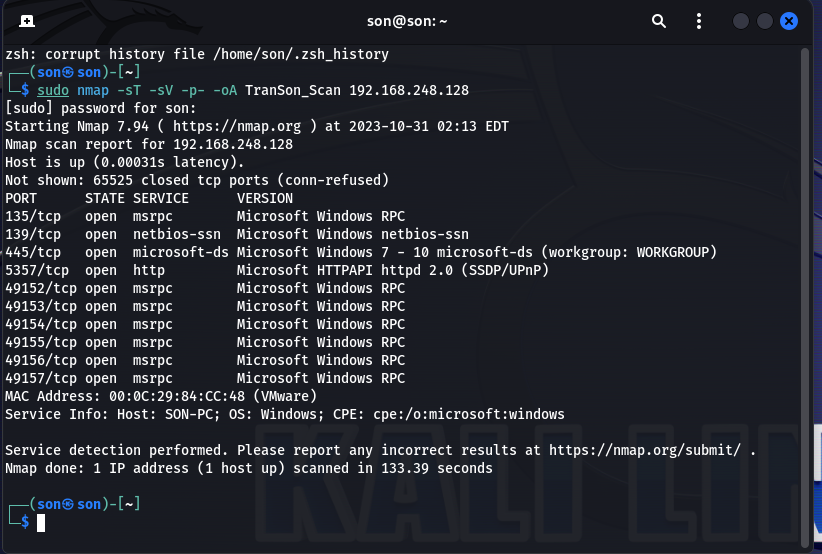 son@son: ~
zsh: corrupt history file /home/son/.zsh_history
┌──(son㉿son)-[~]
└─$ sudo nmap -sT -sV -p- -oA TranSon_Scan 192.168.248.128
[sudo] password for son:
Starting Nmap 7.94 ( https://nmap.org ) at 2023-10-31 02:13 EDT
Nmap scan report for 192.168.248.128
Host is up (0.00031s latency).
Not shown: 65525 closed tcp ports (conn-refused)
PORT      STATE SERVICE      VERSION
135/tcp   open  msrpc        Microsoft Windows RPC
139/tcp   open  netbios-ssn  Microsoft Windows netbios-ssn
445/tcp   open  microsoft-ds Microsoft Windows 7 - 10 microsoft-ds (workgroup: WORKGROUP)
5357/tcp  open  http         Microsoft HTTPAPI httpd 2.0 (SSDP/UPnP)
49152/tcp open  msrpc        Microsoft Windows RPC
49153/tcp open  msrpc        Microsoft Windows RPC
49154/tcp open  msrpc        Microsoft Windows RPC
49155/tcp open  msrpc        Microsoft Windows RPC
49156/tcp open  msrpc        Microsoft Windows RPC
49157/tcp open  msrpc        Microsoft Windows RPC
MAC Address: 00:0C:29:84:CC:48 (VMware)
Service Info: Host: SON-PC; OS: Windows; CPE: cpe:/o:microsoft:windows
Service detection performed. Please report any incorrect results at https://nmap.org/submit/ .
Nmap done: 1 IP address (1 host up) scanned in 133.39 seconds
┌──(son㉿son)-[~]
└─$
KALI LIN